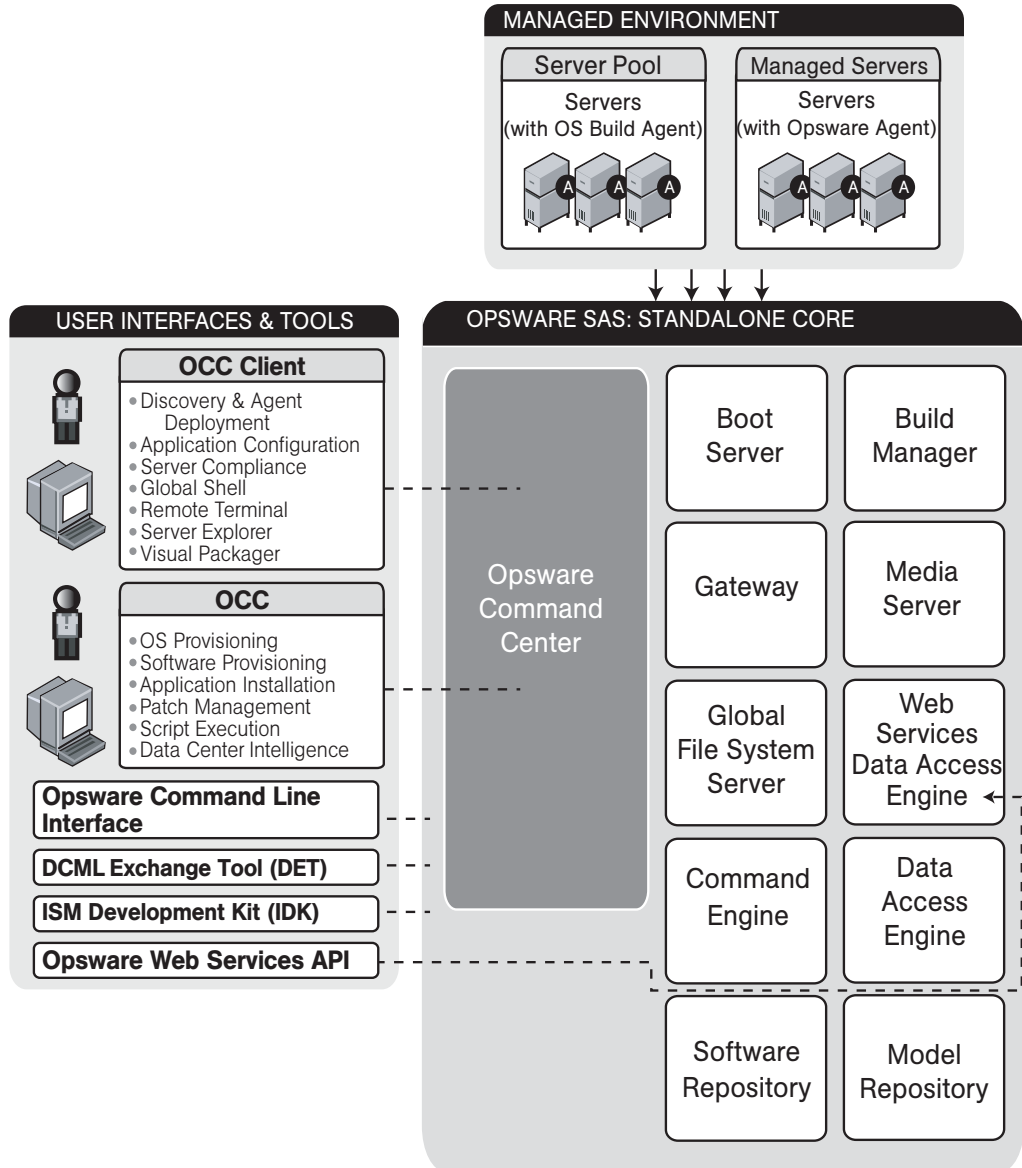 MANAGED ENVIRONMENT
Server Pool
Servers
(with OS Build Agent)
A
A
A
Managed Servers
Servers
(with Opsware Agent)
A
A
A
USER INTERFACES & TOOLS
OCC Client
• Discovery & Agent
Deployment
• Application Configuration
• Server Compliance
• Global Shell
• Remote Terminal
• Server Explorer
• Visual Packager
OCC
• OS Provisioning
• Software Provisioning
• Application Installation
• Patch Management
• Script Execution
• Data Center Intelligence
Opsware Command Line
Interface
DCML Exchange Tool (DET)
ISM Development Kit (IDK)
Opsware Web Services API
OPSWARE SAS: STANDALONE CORE
Opsware
Command
Center
Boot
Server
Build
Manager
Gateway
Media
Server
Global
File System
Server
Web
Services
Data Access
Engine
Command
Engine
Data
Access
Engine
Software
Repository
Model
Repository